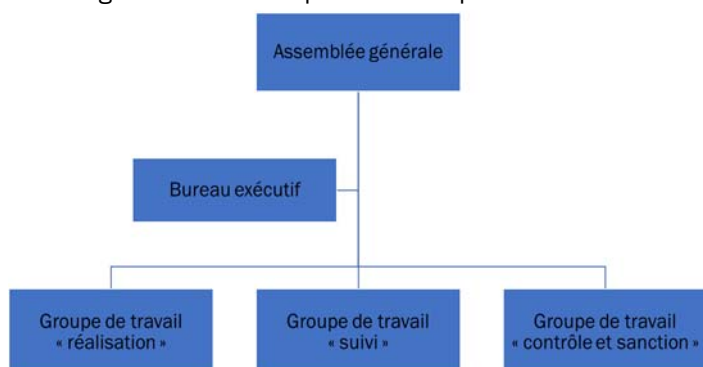 Assemblée générale
Bureau exécutif
Groupe de travail
« réalisation »
Groupe de travail
« suivi »
Groupe de travail
« contrôle et sanction »